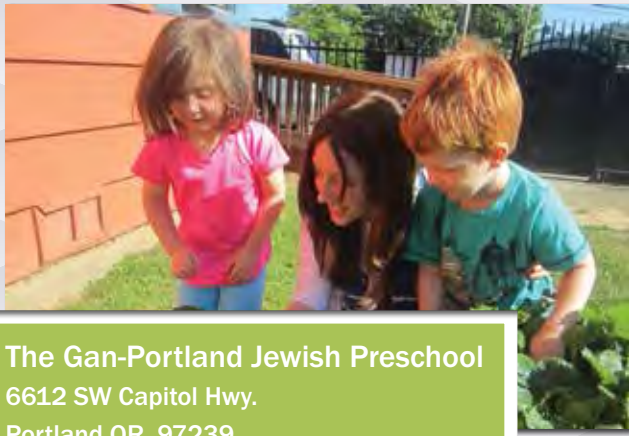 The Gan-Portland Jewish Preschool
6612 SW Capitol Hwy.
Portland OR, 97239